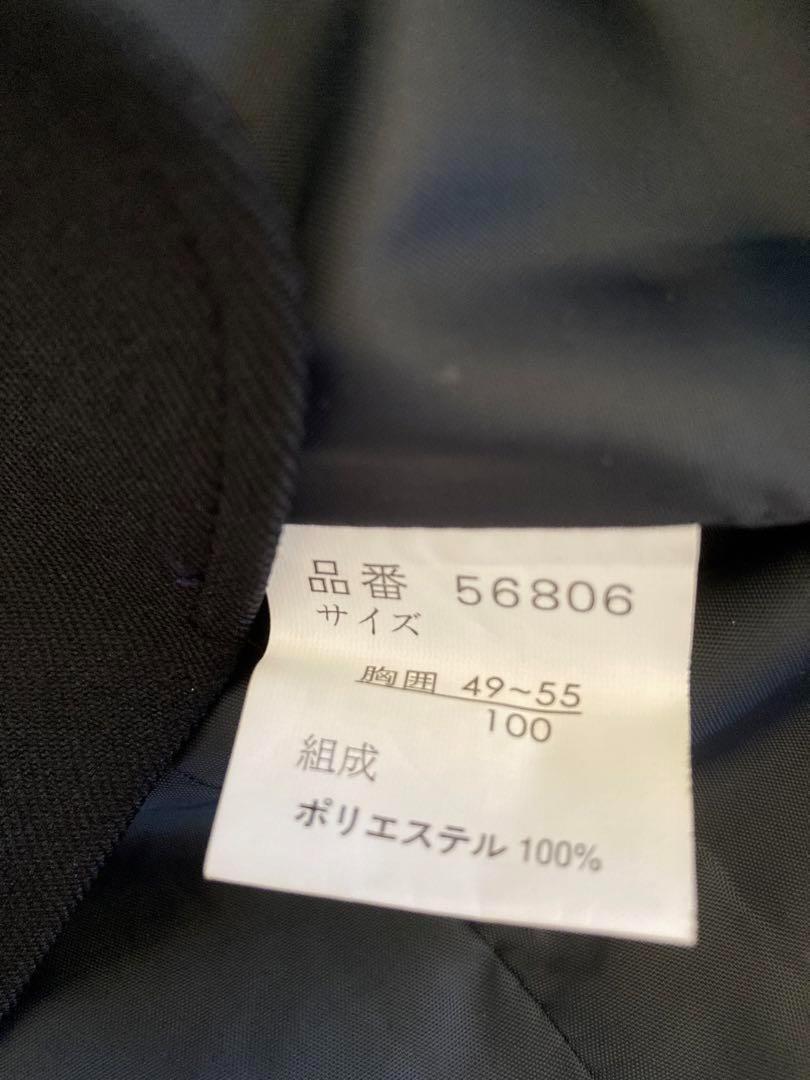 品番 56806
サイズ
胸囲 49~55
100
組成
ポリエステル 100%